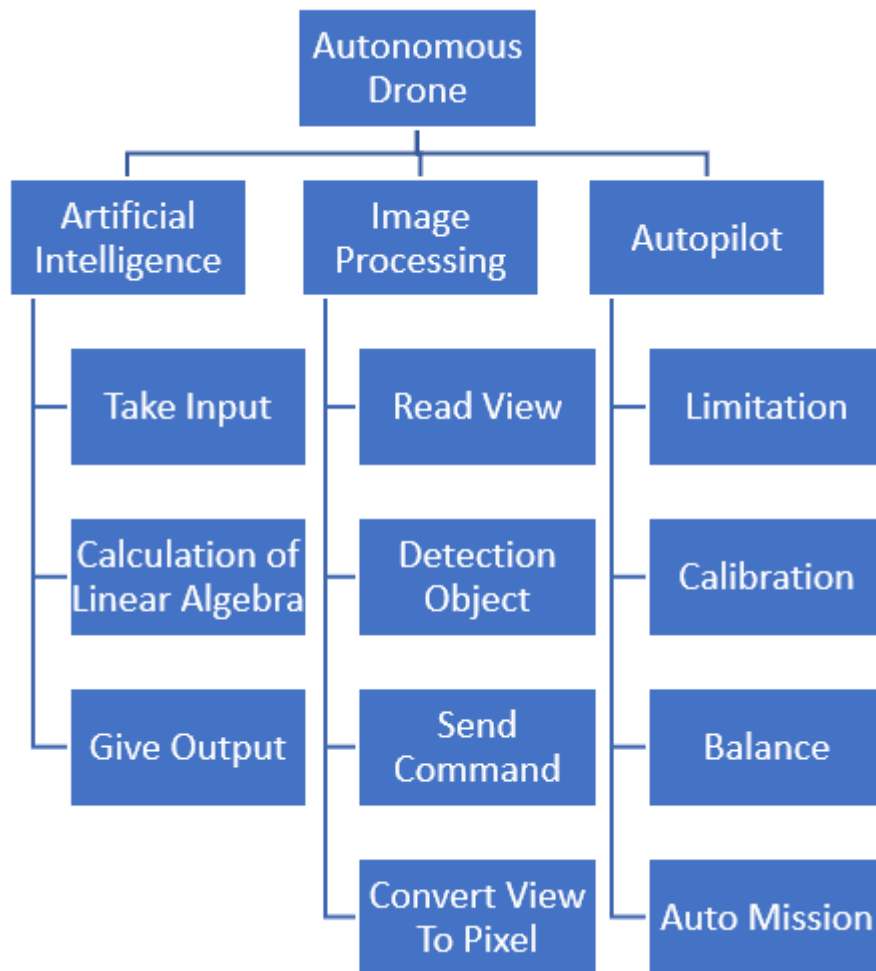 Autonomous
Drone
Artificial
Intelligence
Image
Processing
Autopilot
Take Input
Read View
Limitation
Calculation of
Linear Algebra
Detection
Object
Calibration
Give Output
Send
Command
Balance
Convert View
To Pixel
Auto Mission